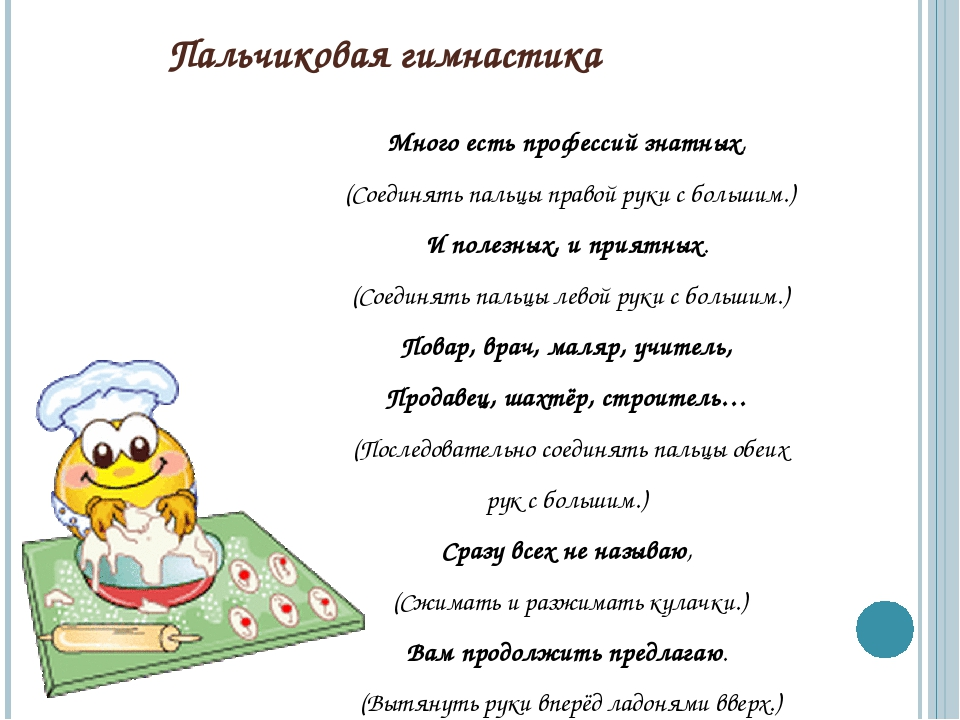 Пальчиковая гимнастика
Много есть профессий знатных,
(Соединять пальцы правой руки с большим.)
И полезных, и приятных.
(Соединять пальцы левой руки с большим.)
Повар, врач, маляр, учитель,
Продавец, шахтёр, строитель…
(Последовательно соединять пальцы обеих
рук с большим.)
Сразу всех не называю,
(Сжимать и разжимать кулачки.)
Вам продолжить предлагаю.
(Вытянуть руки вперёд ладонями вверх.)